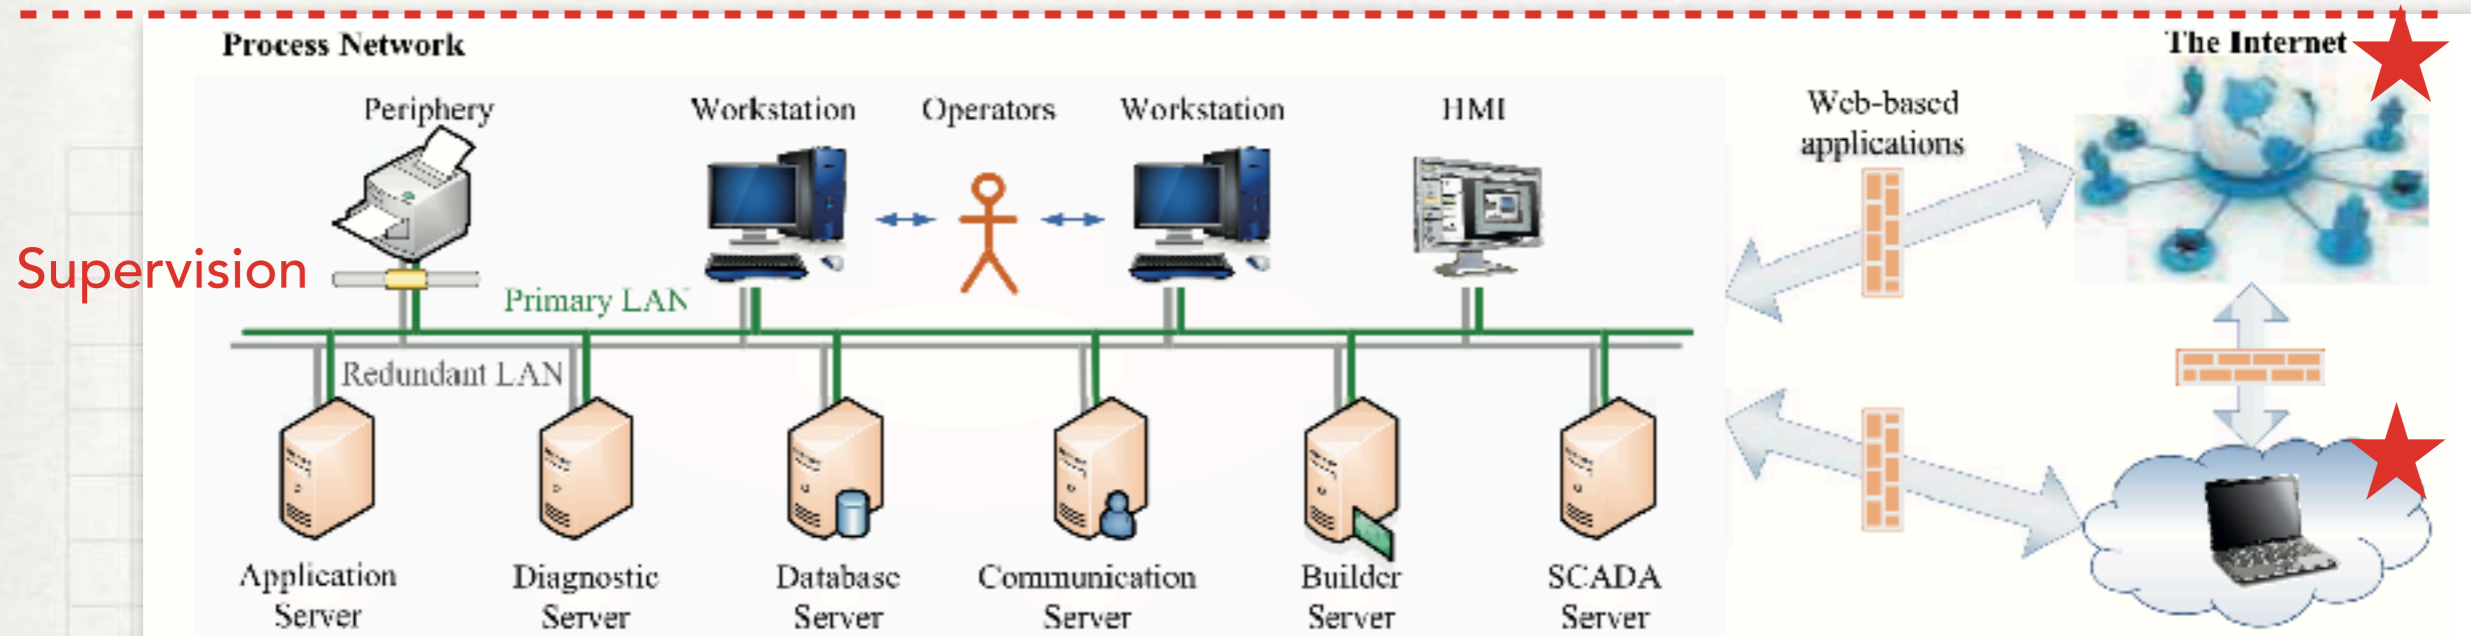 Process Network
The Internet
Periphery
Workstation
Operators
Workstation
HMI
Web-based
applications
Supervision
Primary LAN
Redundant LAN
Application
Server
Diagnostic
Server
Database
Server
Communication
Server
Builder
Server
SCADA
Server